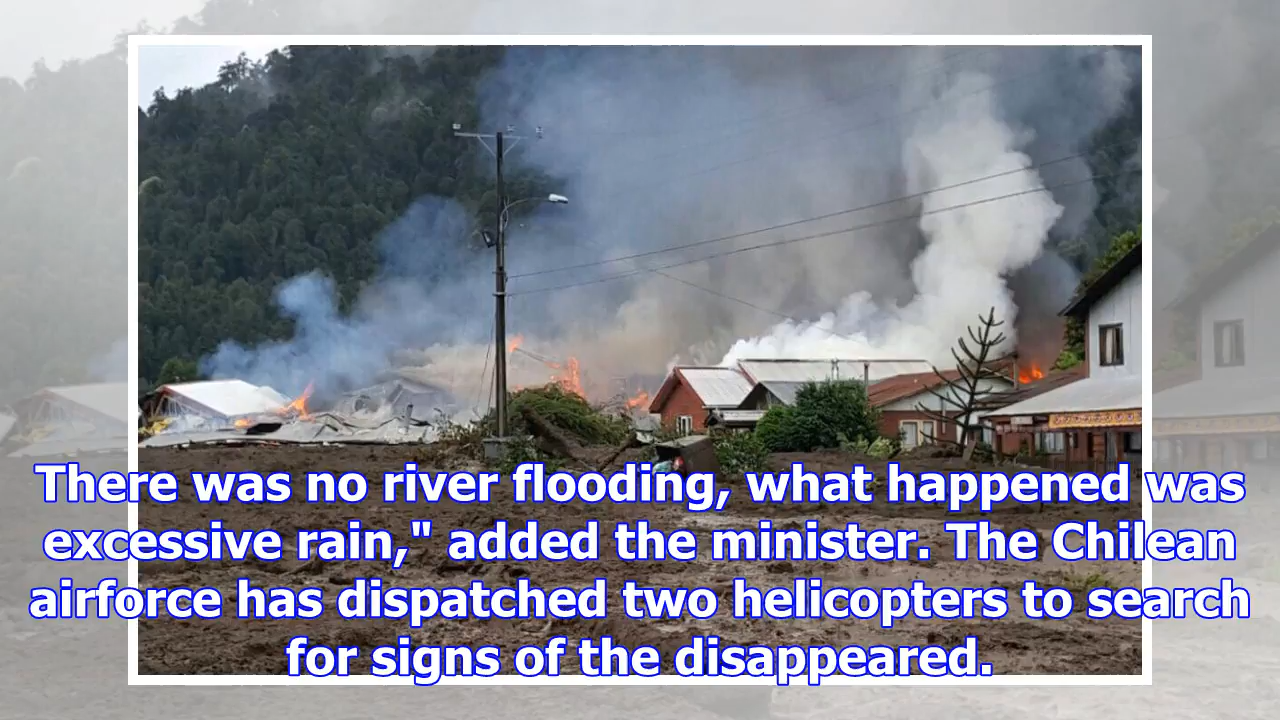 There was no river flooding, what happened was
excessive rain," added the minister. The Chilean
airforce has dispatched two helicopters to search
for signs of the disappeared.